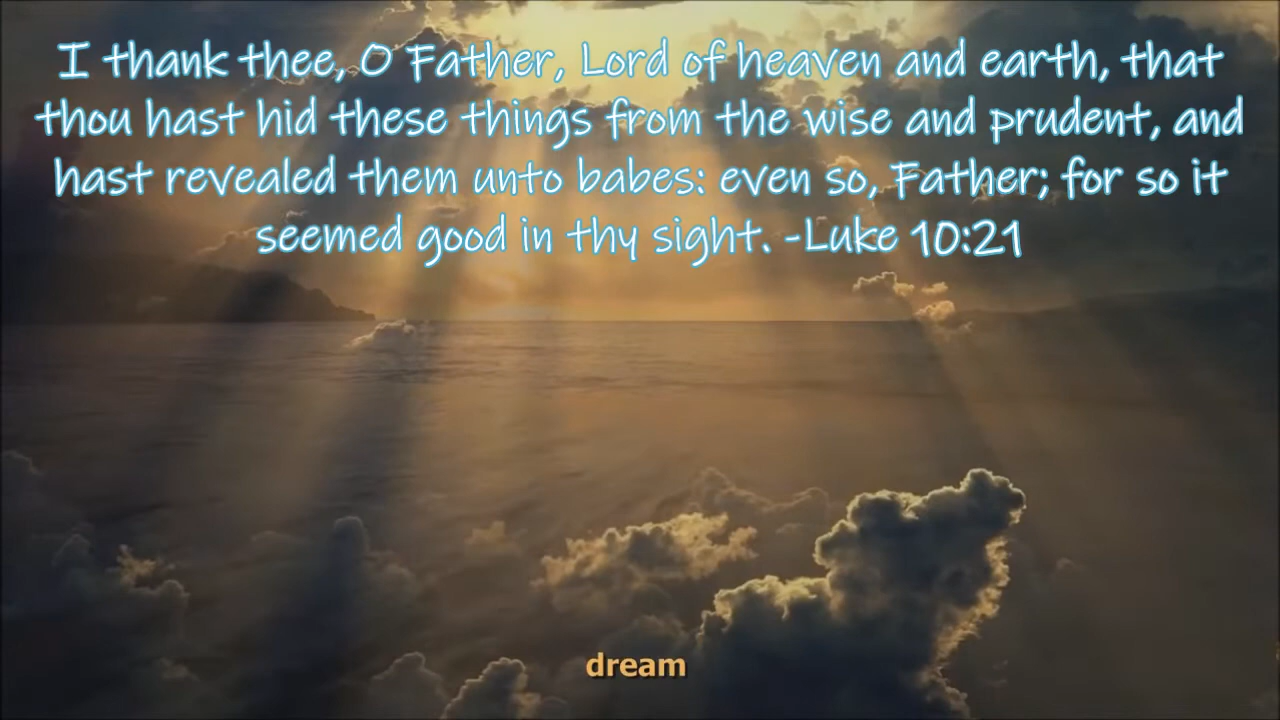 I thank thee, O Father, Lord of heaven and earth, that
thou hast hid these things from the wise and prudent, and
hast revealed them unto babes: even so, Father; for so it
seemed good in thy sight. -Luke 10:21
dream